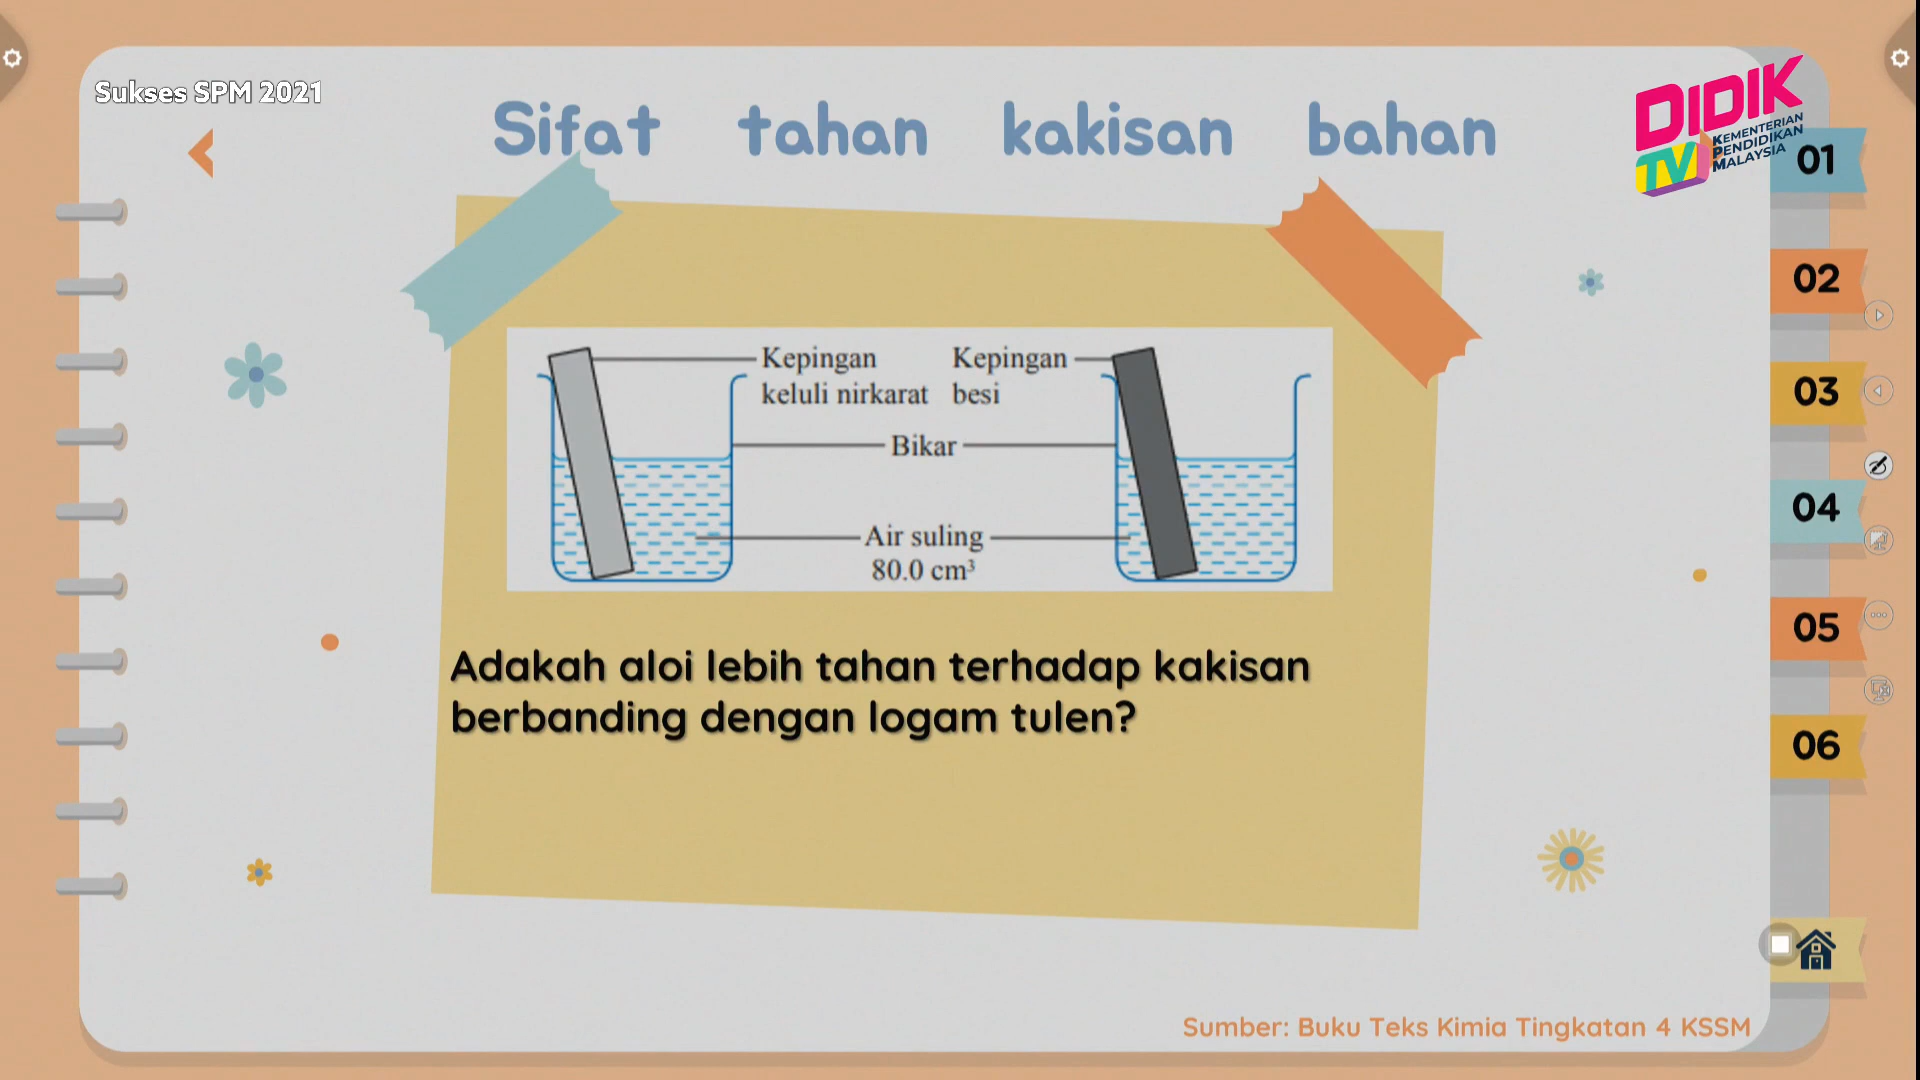 Sukses SPM 2021
Sifat tahan kakisan bahan
DIDIK
TV
KEMENTERIAN
PENDIDIKAN
MALAYSIA
01
02
03
04
05
06
Kepingan
keluli nirkarat
Kepingan
besi
Bikar
Air suling
80.0 cm³
Adakah aloi lebih tahan terhadap kakisan
berbanding dengan logam tulen?
Sumber: Buku Teks Kimia Tingkatan 4 KSSM